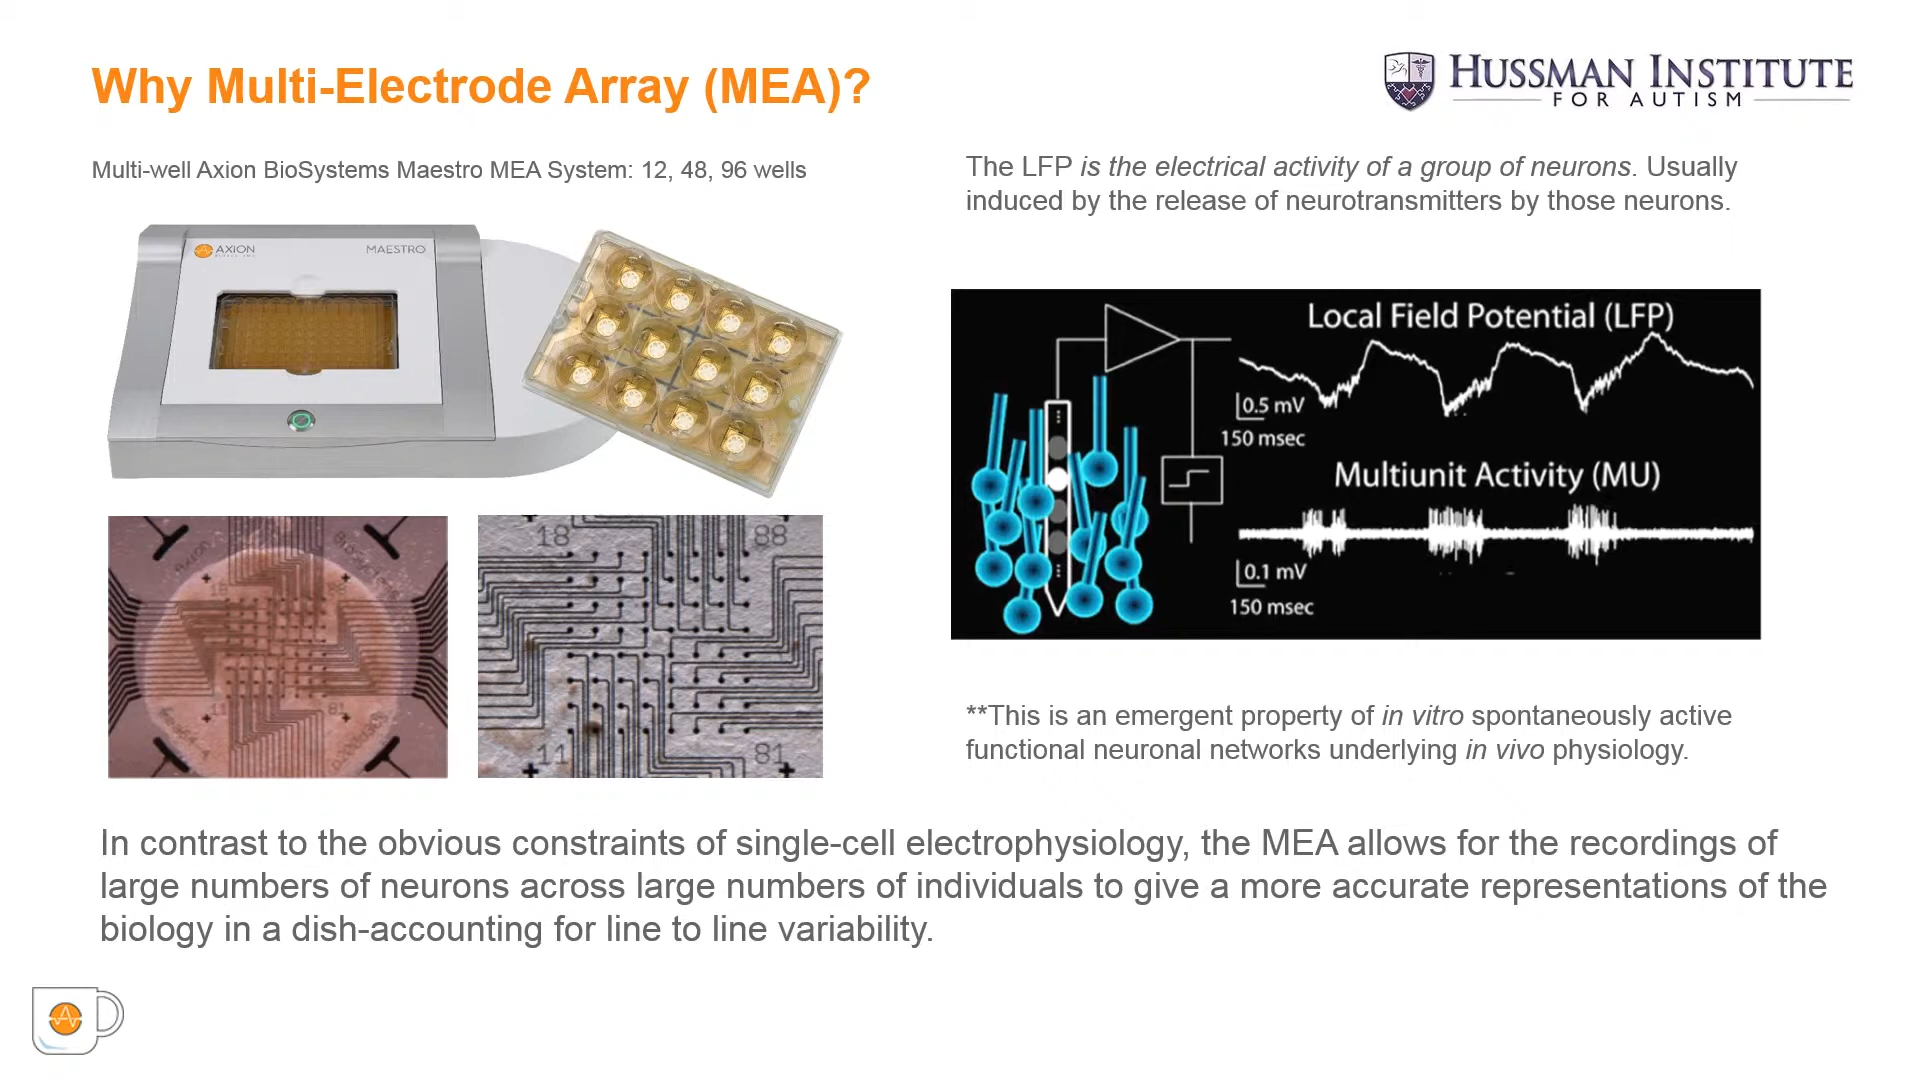 Why Multi-Electrode Array (MEA)?
HUSSMAN INSTITUTE
FOR AUTISM
Multi-well Axion BioSystems Maestro MEA System: 12, 48, 96 wells
AXION
MAESTRO
18
88
11
81
The LFP is the electrical activity of a group of neurons. Usually
induced by the release of neurotransmitters by those neurons.
Local Field Potential (LFP)
0.5 mV
150 msec
Multiunit Activity (MU)
0.1 mV
150 msec
**This is an emergent property of in vitro spontaneously active
functional neuronal networks underlying in vivo physiology.
In contrast to the obvious constraints of single-cell electrophysiology, the MEA allows for the recordings of
large numbers of neurons across large numbers of individuals to give a more accurate representations of the
biology in a dish-accounting for line to line variability.